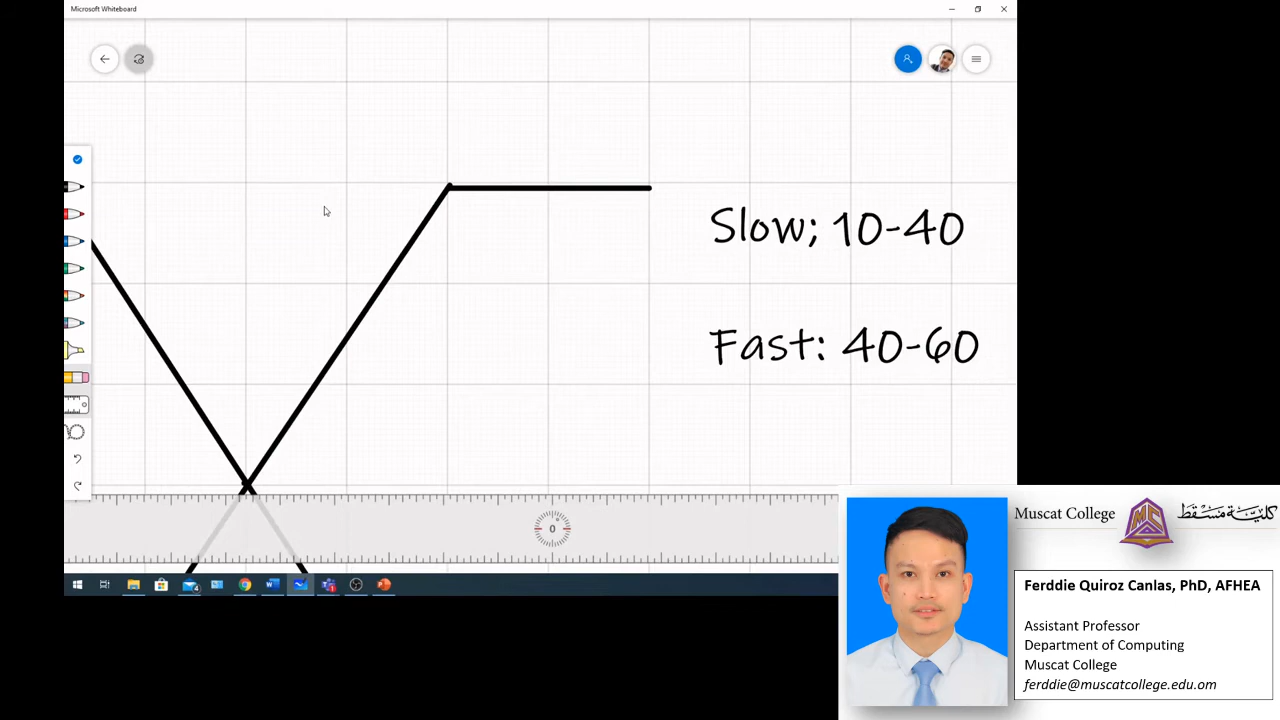 Microsoft Whiteboard
Slow; 10-40
Fast: 40-60
0
Muscat College كلية مسقط
MC
Ferddie Quiroz Canlas, PhD, AFHEA
Assistant Professor
Department of Computing
Muscat College
ferddie@muscatcollege.edu.om